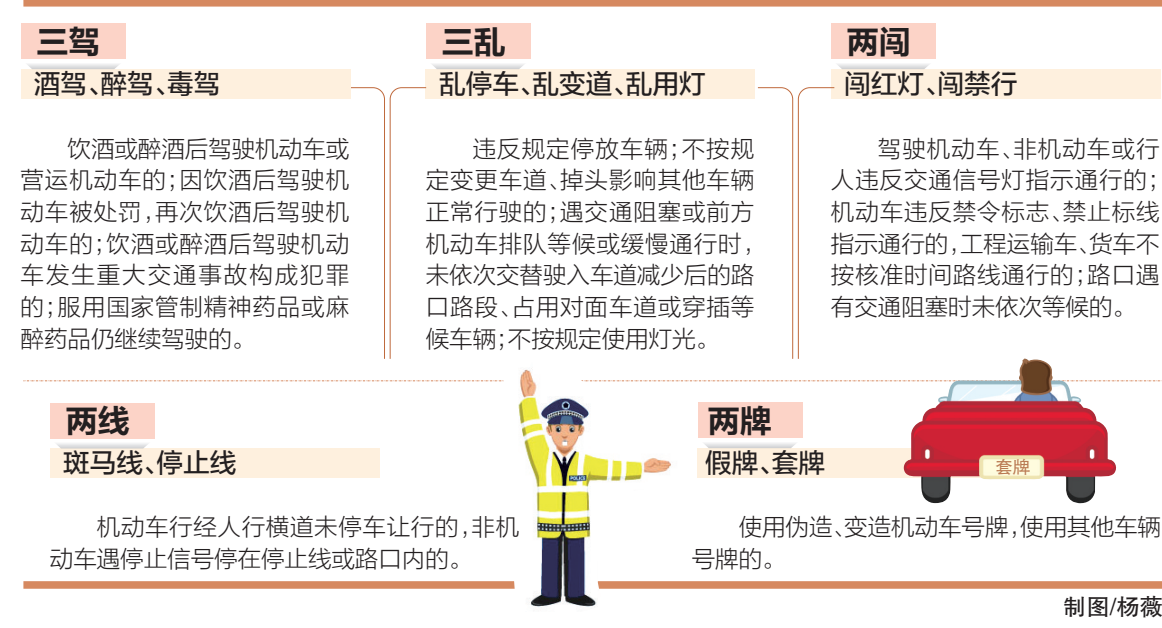 三驾
酒驾、醉驾、毒驾
饮酒或醉酒后驾驶机动车或
营运机动车的;因饮酒后驾驶机
动车被处罚,再次饮酒后驾驶机
动车的;饮酒或醉酒后驾驶机动
车发生重大交通事故构成犯罪
的;服用国家管制精神药品或麻
醉药品仍继续驾驶的。
三乱
乱停车、乱变道、乱用灯
违反规定停放车辆;不按规
定变更车道、掉头影响其他车辆
正常行驶的;遇交通阻塞或前方
机动车排队等候或缓慢通行时,
未依次交替驶入车道减少后的路
口路段、占用对面车道或穿插等
候车辆;不按规定使用灯光。
两闯
闯红灯、闯禁行
驾驶机动车、非机动车或行
人违反交通信号灯指示通行的;
机动车违反禁令标志、禁止标线
指示通行的,工程运输车、货车不
按核准时间路线通行的;路口遇
有交通阻塞时未依次等候的。
两线
斑马线、停止线
机动车行经人行横道未停车让行的,非机
动车遇停止信号停在停止线或路口内的。
POLICE
两牌
假牌、套牌
套牌
使用伪造、变造机动车号牌,使用其他车辆
号牌的。
制图/杨薇